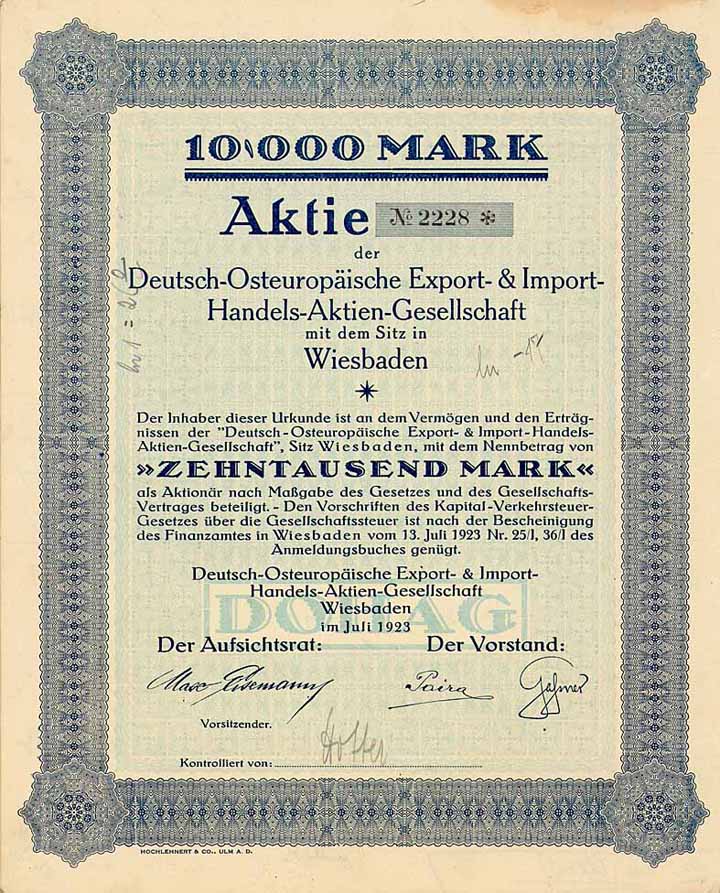 10'000 MARK
Aktie № 2228 *
der
Deutsch-Osteuropäische Export- & Import-
Handels-Aktien-Gesellschaft
mit dem Sitz in
Wiesbaden
Der Inhaber dieser Urkunde ist an dem Vermögen und den Erträg-
nissen der "Deutsch-Osteuropäische Export- & Import-Handels-
Aktien-Gesellschaft", Sitz Wiesbaden, mit dem Nennbetrag von
»ZEHNTAUSEND MARK«
als Aktionär nach Maßgabe des Gesetzes und des Gesellschafts-
Vertrages beteiligt. - Den Vorschriften des Kapital-Verkehrsteuer-
Gesetzes über die Gesellschaftssteuer ist nach der Bescheinigung
des Finanzamtes in Wiesbaden vom 13. Juli 1923 Nr. 25/I, 36/I des
Anmeldungsbuches genügt.
Deutsch-Osteuropäische Export- & Import-
Handels-Aktien-Gesellschaft
Wiesbaden
im Juli 1923
Der Aufsichtsrat: Der Vorstand:
Max Eisemann
Vorsitzender.
Kontrolliert von:
HOCHLEHNERT & CO., ULM A. D.